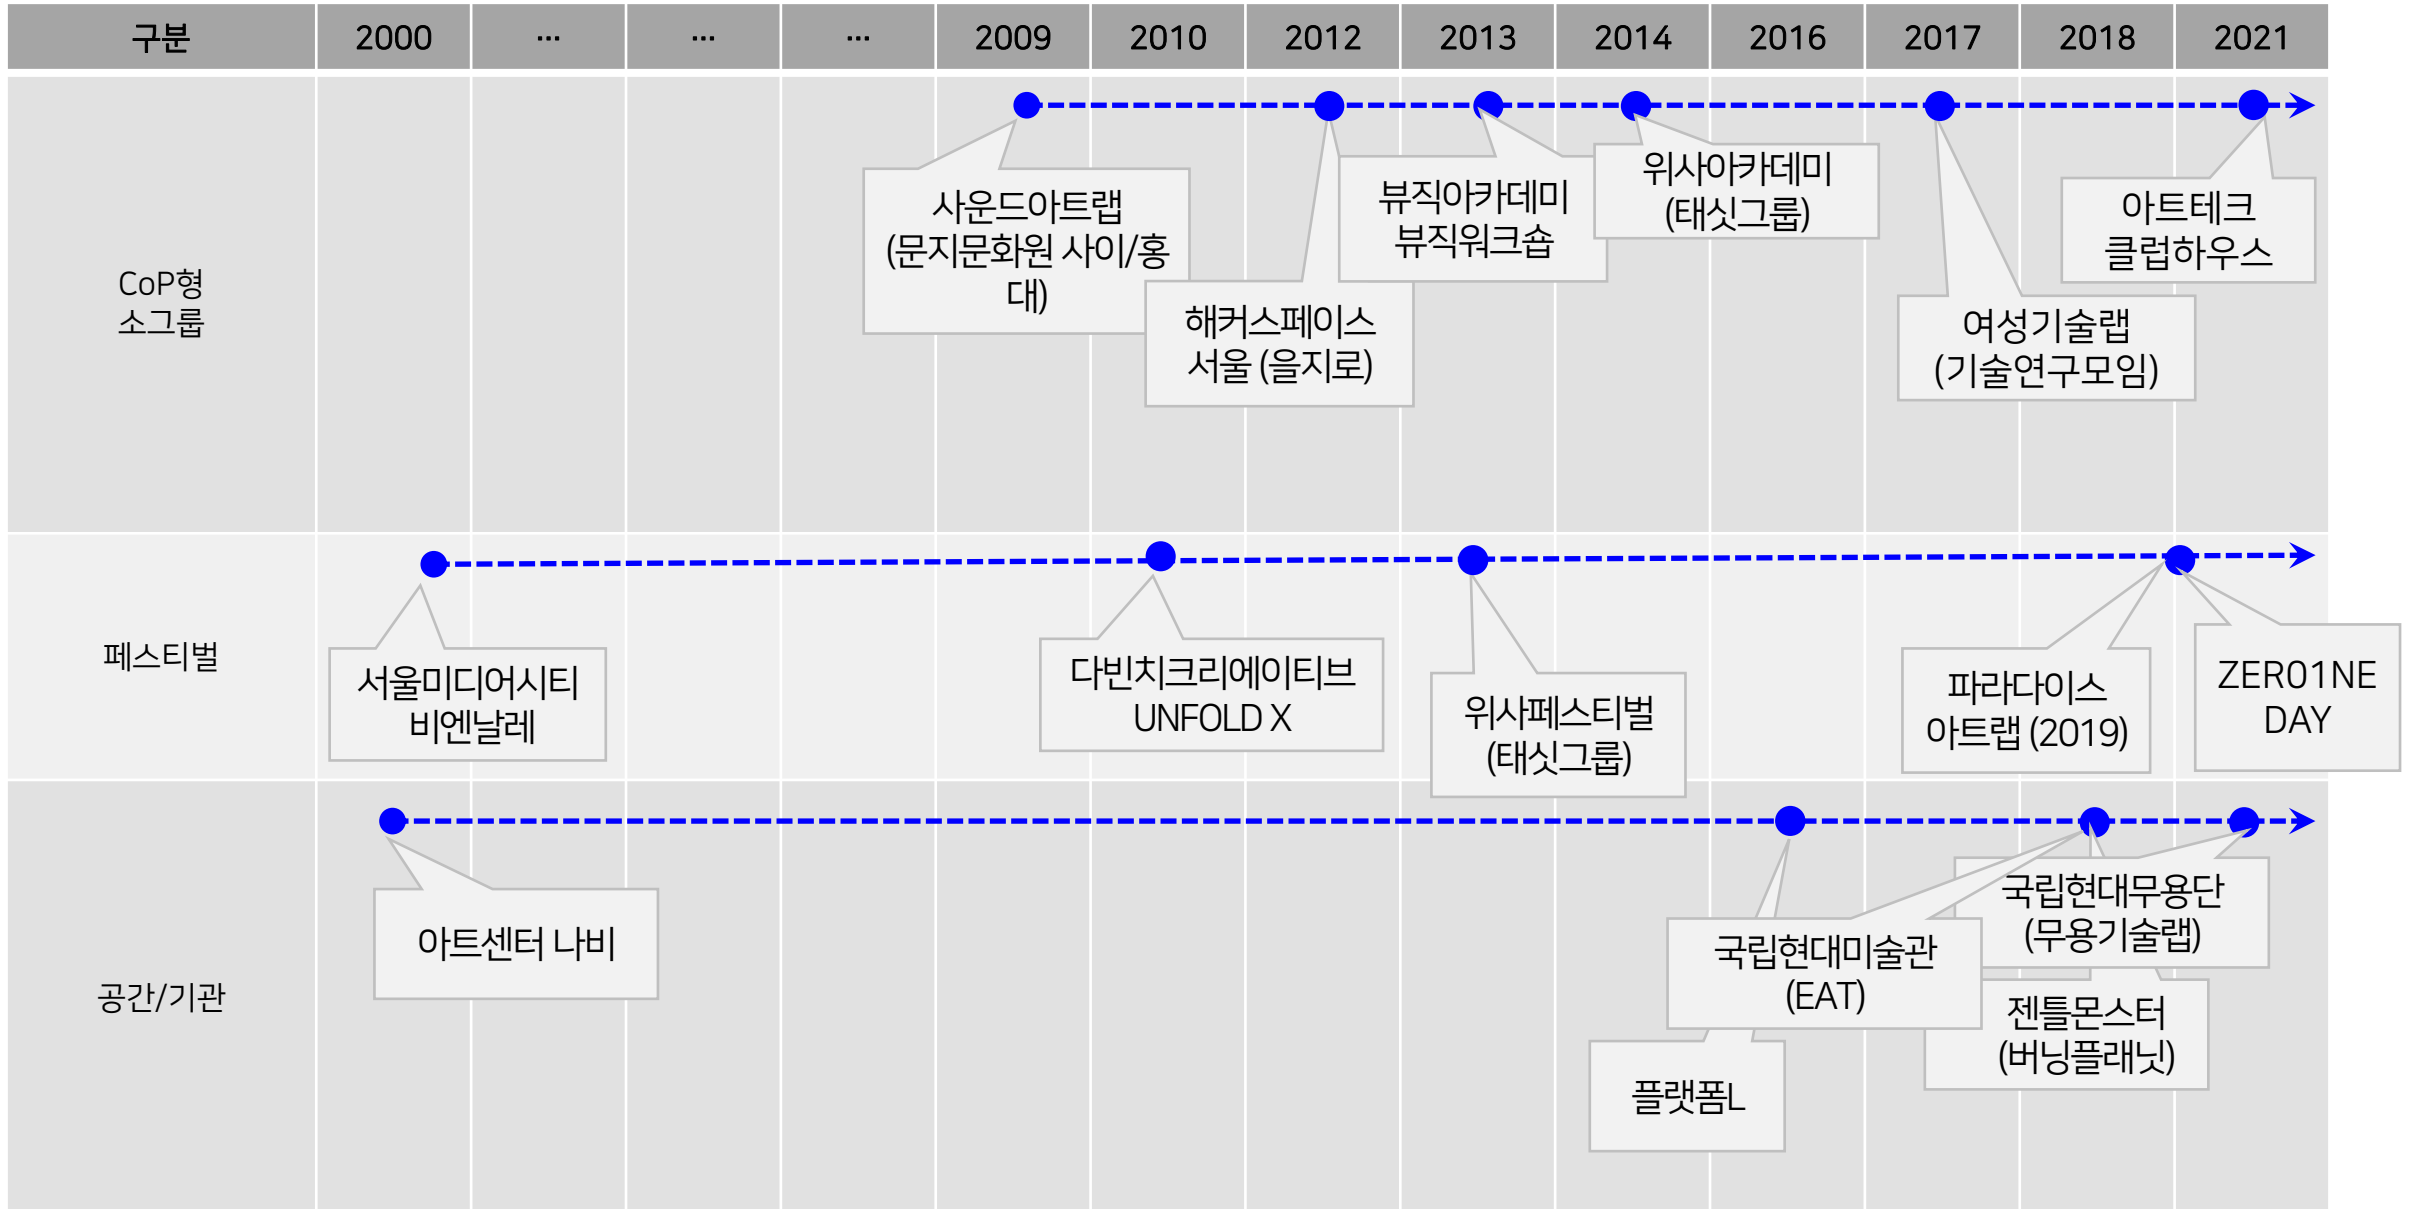 구분 2000 ... ... ... 2009 2010 2012 2013 2014 2016 2017 2018 2021
CoP형
소그룹
사운드아트랩
(문지문화원 사이/홍
대)
해커스페이스
서울 (을지로)
뷰직아카데미
뷰직워크숍
위사아카데미
(태싯그룹)
여성기술랩
(기술연구모임)
아트테크
클럽하우스
페스티벌
서울미디어시티
비엔날레
다빈치크리에이티브
UNFOLD X
위사페스티벌
(태싯그룹)
파라다이스
아트랩 (2019)
ZERO1NE
DAY
공간/기관
아트센터 나비
플랫폼L
국립현대미술관
(EAT)
국립현대무용단
(무용기술랩)
젠틀몬스터
(버닝플래닛)